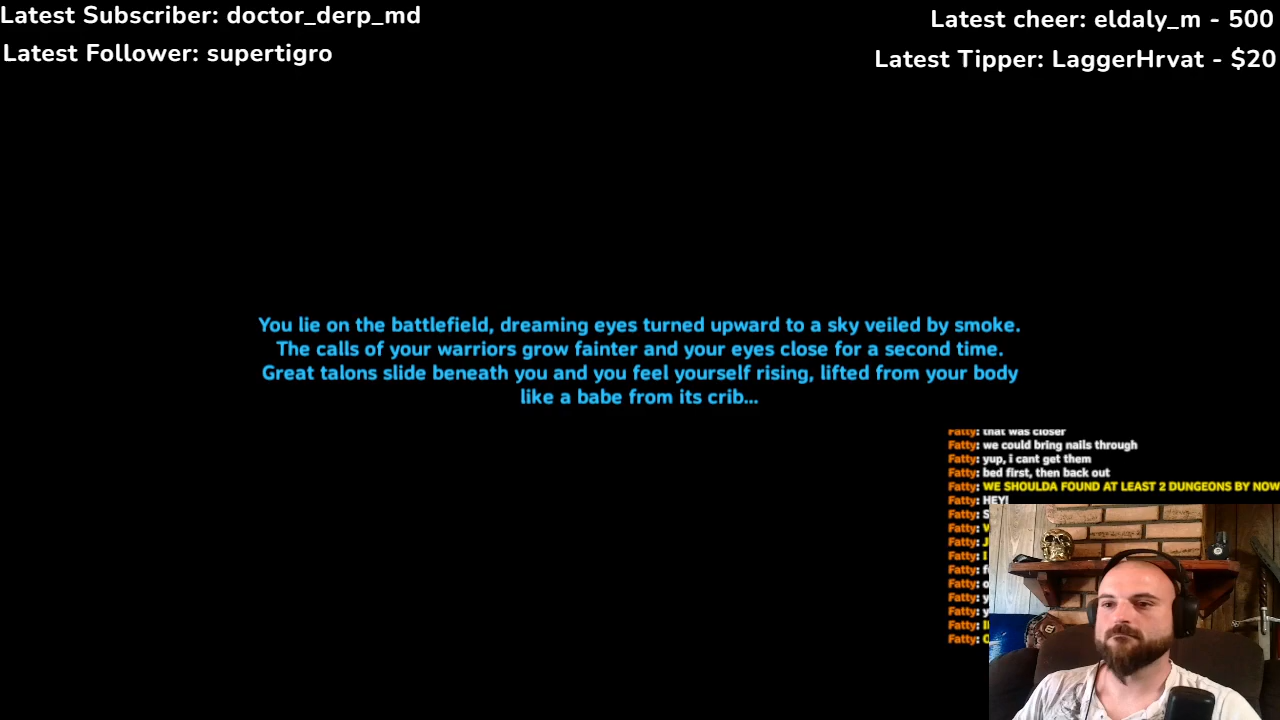 Latest Subscriber: doctor_derp_md
Latest Follower: supertigro
Latest cheer: eldaly_m - 500
Latest Tipper: LaggerHrvat - $20
You lie on the battlefield, dreaming eyes turned upward to a sky veiled by smoke.
The calls of your warriors grow fainter and your eyes close for a second time.
Great talons slide beneath you and you feel yourself rising, lifted from your body
like a babe from its crib...
Fatty: that was closer
Fatty: we could bring nails through
Fatty: yup, i cant get them
Fatty: bed first, then back out
Fatty: WE SHOULDA FOUND AT LEAST 2 DUNGEONS BY NOW
Fatty: HEY!
Fatty: S
Fatty:
Fatty: J
Fatty: I
Fatty: f
Fatty:
Fatty: y
Fatty: y
Fatty:
Fatty: